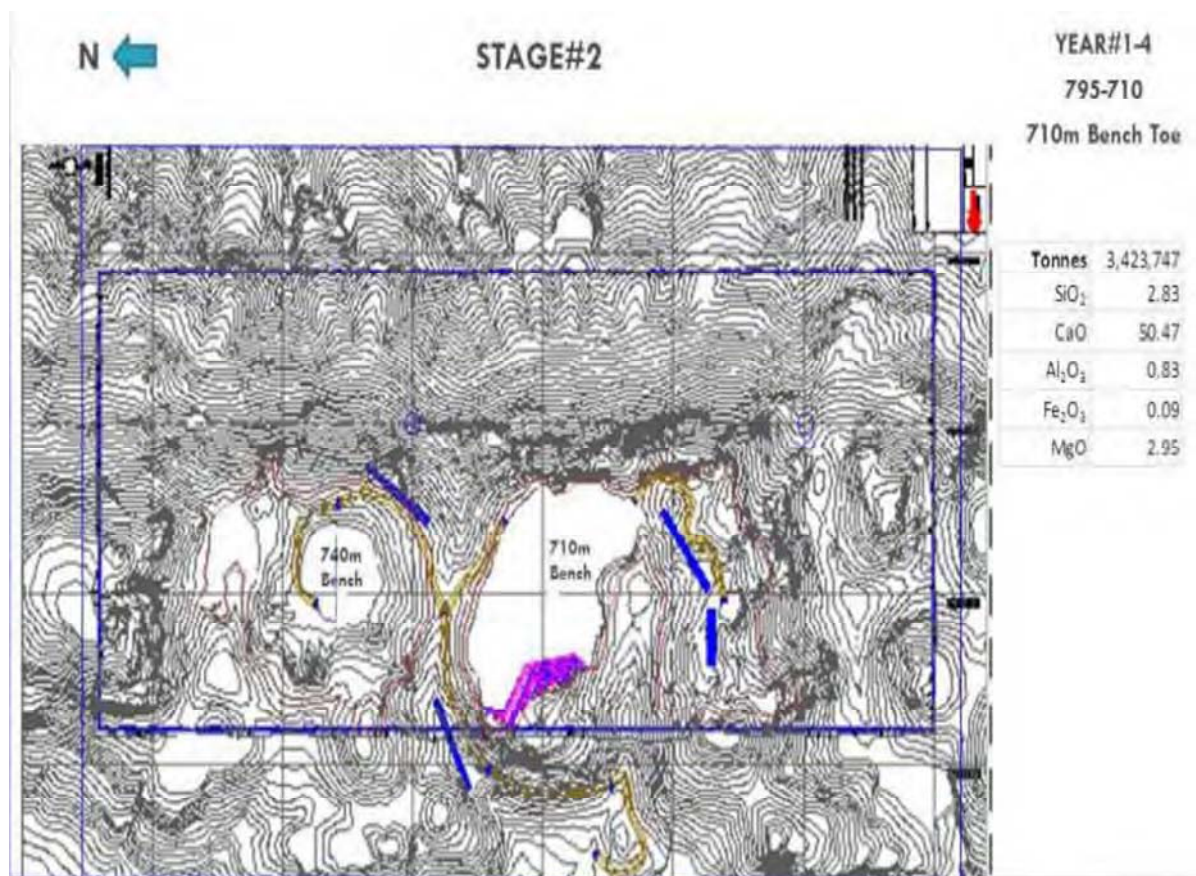 N
STAGE#2
YEAR#1-4
795-710
710m Bench Toe
Tonnes 3,423,747
SiO₂ 2.83
CaO 50.47
Al₂O₃ 0.83
Fe₂O₃ 0.09
MgO 2.95
740m
Bench
710m
Bench